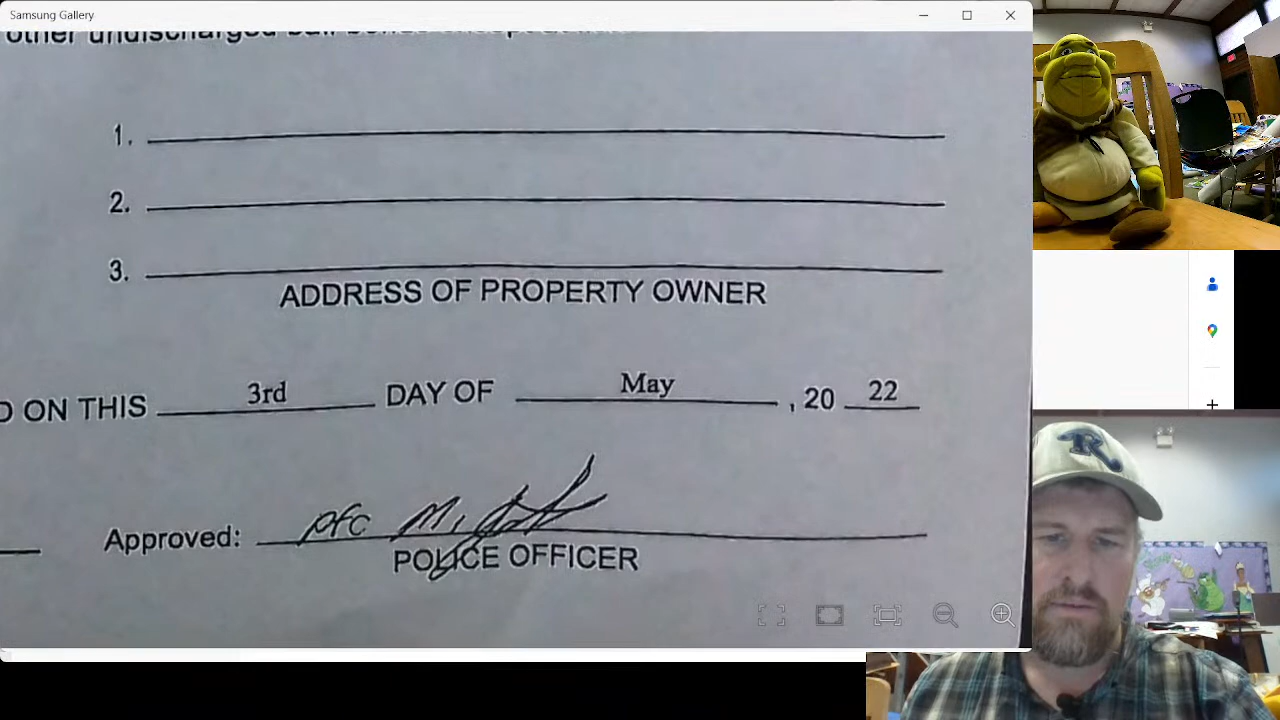 Samsung Gallery
1.
2.
3.
ADDRESS OF PROPERTY OWNER
ON THIS 3rd DAY OF May , 20 22
Approved: pfc M.
POLICE OFFICER
R